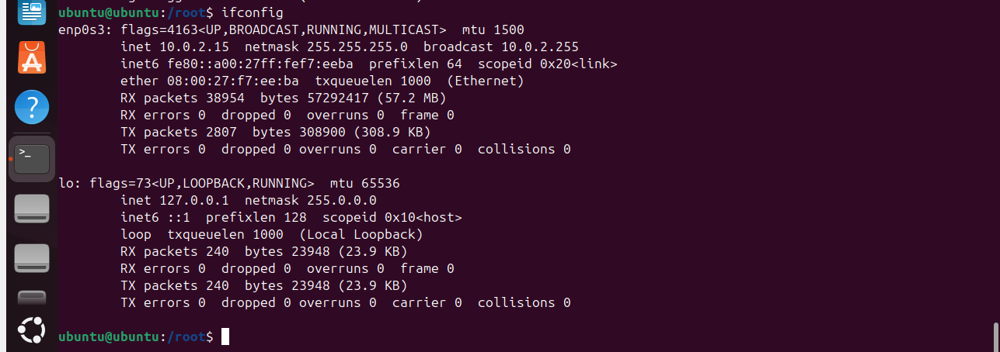 ubuntu@ubuntu:/root$ ifconfig
enp0s3: flags=4163<UP,BROADCAST,RUNNING,MULTICAST>  mtu 1500
        inet 10.0.2.15  netmask 255.255.255.0  broadcast 10.0.2.255
        inet6 fe80::a00:27ff:fef7:eeba  prefixlen 64  scopeid 0x20<link>
        ether 08:00:27:f7:ee:ba  txqueuelen 1000  (Ethernet)
        RX packets 38954  bytes 57292417 (57.2 MB)
        RX errors 0  dropped 0  overruns 0  frame 0
        TX packets 2807  bytes 308900 (308.9 KB)
        TX errors 0  dropped 0 overruns 0  carrier 0  collisions 0

lo: flags=73<UP,LOOPBACK,RUNNING>  mtu 65536
        inet 127.0.0.1  netmask 255.0.0.0
        inet6 ::1  prefixlen 128  scopeid 0x10<host>
        loop  txqueuelen 1000  (Local Loopback)
        RX packets 240  bytes 23948 (23.9 KB)
        RX errors 0  dropped 0  overruns 0  frame 0
        TX packets 240  bytes 23948 (23.9 KB)
        TX errors 0  dropped 0 overruns 0  carrier 0  collisions 0

ubuntu@ubuntu:/root$